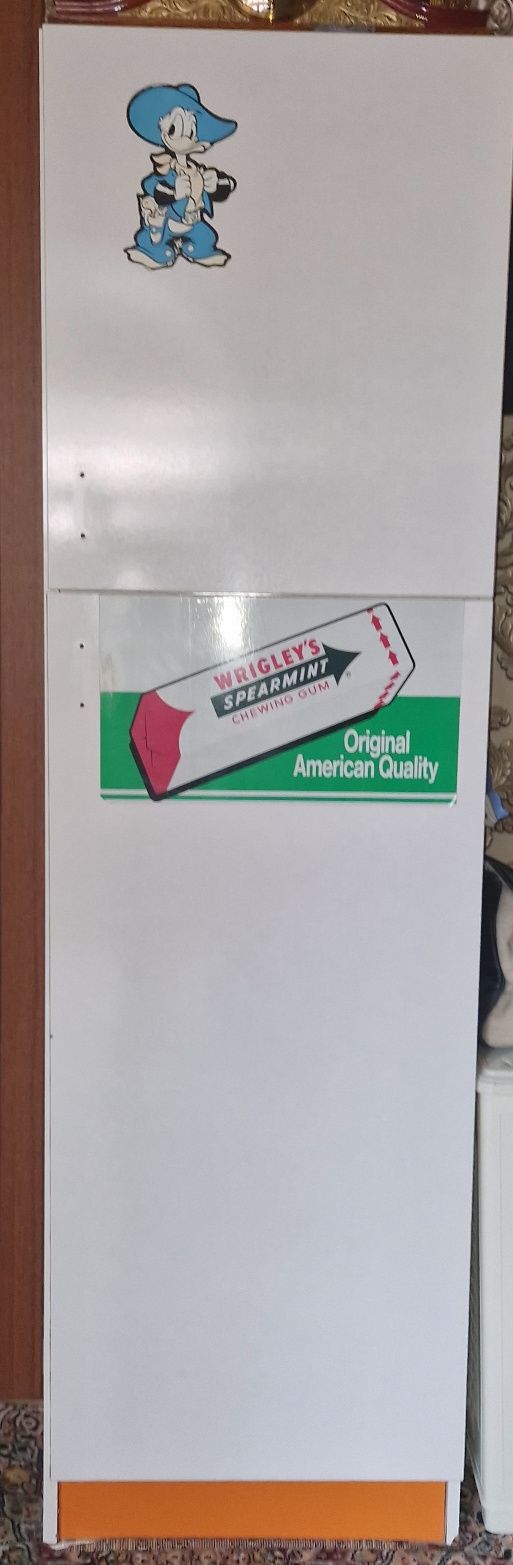 WRIGLEY'S
SPEARMINT
CHEWING GUM
®
Original
American Quality